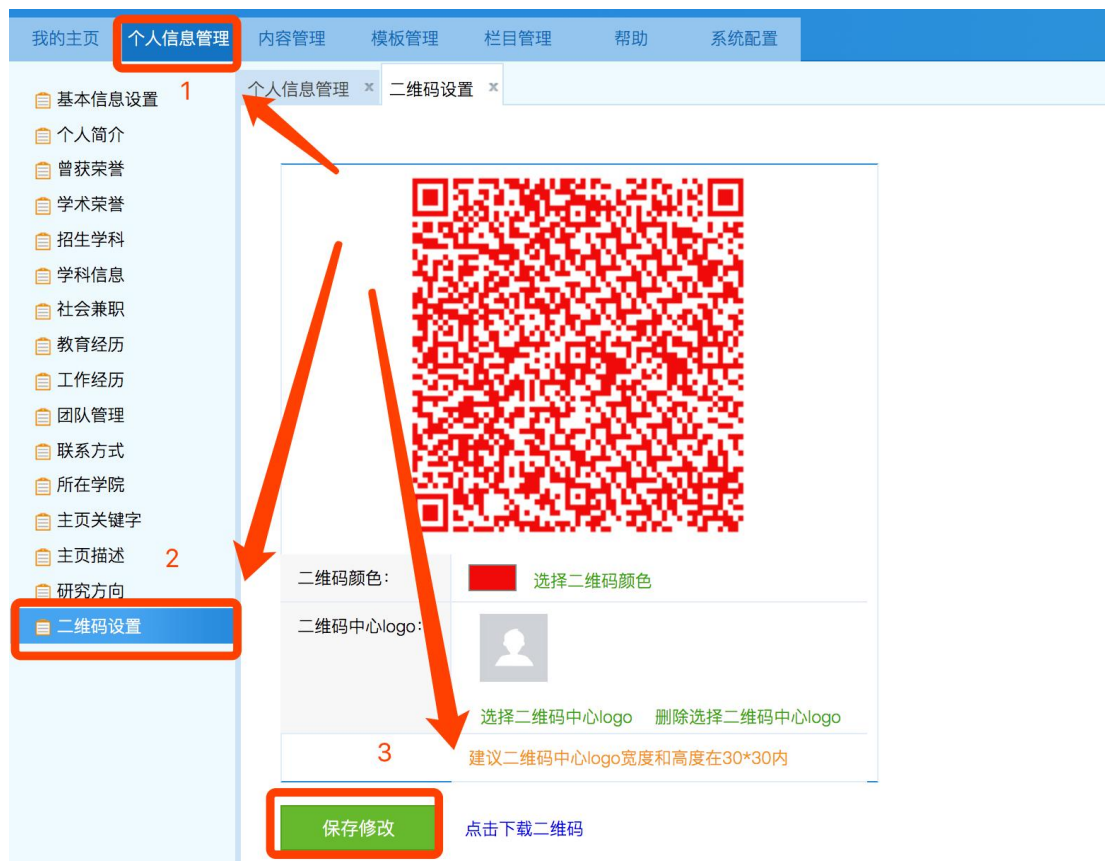 我的主页 个人信息管理 内容管理 模板管理 栏目管理 帮助 系统配置
个人信息管理 x 二维码设置 x
基本信息设置 1
个人简介
曾获荣誉
学术荣誉
招生学科
学科信息
社会兼职
教育经历
工作经历
团队管理
联系方式
所在学院
主页关键字
主页描述 2
研究方向
二维码设置
二维码颜色: 选择二维码颜色
二维码中心logo:
选择二维码中心logo 删除选择二维码中心logo
3 建议二维码中心logo宽度和高度在30*30内
保存修改 点击下载二维码